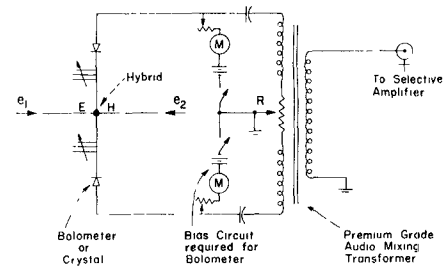 M
Hybrid
e1
E
H
e2
R
To Selective
Amplifier
M
Bolometer
or
Crystal
Bias Circuit
required for
Bolometer
Premium Grade
Audio Mixing
Transformer